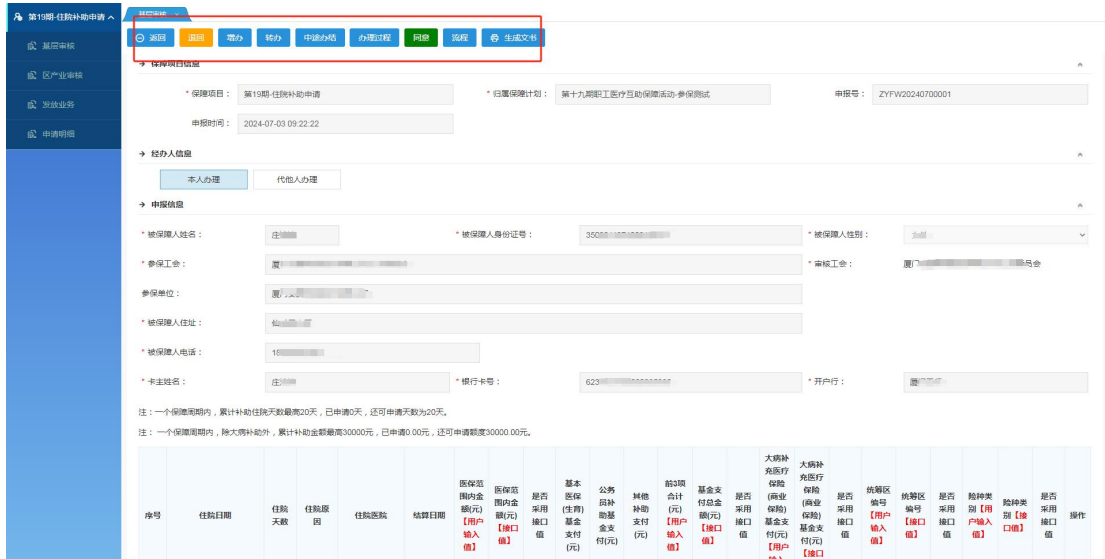 第19期-住院补助申请
基层审核
区产业审核
发放业务
申请明细
基层审核 ×
返回 退回 增办 转办 中途办结 办理过程 同意 流程 生成文书
保障项目信息
* 保障项目： 第19期-住院补助申请 * 归属保障计划： 第十九期职工医疗互助保障活动-参保测试 申报号： ZYFW20240700001
申报时间： 2024-07-03 09:22:22
经办人信息
本人办理 代他人办理
申报信息
* 被保障人姓名： 庄 * 被保障人身份证号： * 被保障人性别：
* 参保工会： 厦 * 审核工会： 厦门 员会
参保单位： 厦
* 被保障人住址：
* 被保障人电话： 18
* 卡主姓名： 庄 * 银行卡号： 623 * 开户行： 厦
注：一个保障周期内，累计补助住院天数最高20天，已申请0天，还可申请天数为20天。
注： 一个保障周期内，除大病补助外，累计补助金额最高30000元，已申请0.00元，还可申请额度30000.00元。
序号
住院日期
住院
天数
住院原
因
住院医院
结算日期
医保范
围内金
额(元)
【用户
输入
值】
医保范
围内金
额(元)
【接口
值】
是否
采用
接口
值
基本
医保
(生育)
基金
支付
(元)
公务
员补
助基
金支
付(元)
其他
补助
支付
(元)
前3项
合计
(元)
【用户
输入
值】
基金支
付总金
额(元)
【接口
值】
是否
采用
接口
值
大病补
充医疗
保险
(商业
保险)
基金支
付(元)
【用户
输入
大病补
充医疗
保险
(商业
保险)
基金支
付(元)
【接口
是否
采用
接口
值
统筹区
编号
【用户
输入
值】
统筹区
编号
【接口
值】
是否
采用
接口
值
险种类
别【用
户输入
值】
险种类
别【接
口值】
是否
采用
接口
值
操作